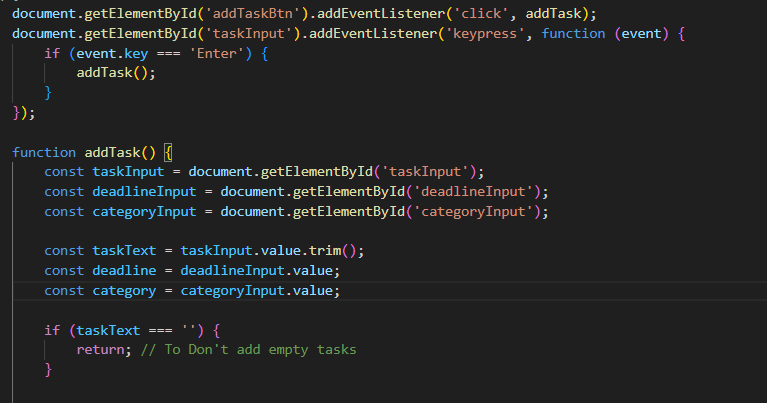 document.getElementById('addTaskBtn').addEventListener('click', addTask);
document.getElementById('taskInput').addEventListener('keypress', function (event) {
    if (event.key === 'Enter') {
        addTask();
    }
});

function addTask() {
    const taskInput = document.getElementById('taskInput');
    const deadlineInput = document.getElementById('deadlineInput');
    const categoryInput = document.getElementById('categoryInput');

    const taskText = taskInput.value.trim();
    const deadline = deadlineInput.value;
    const category = categoryInput.value;

    if (taskText === '') {
        return; // To Don't add empty tasks
    }